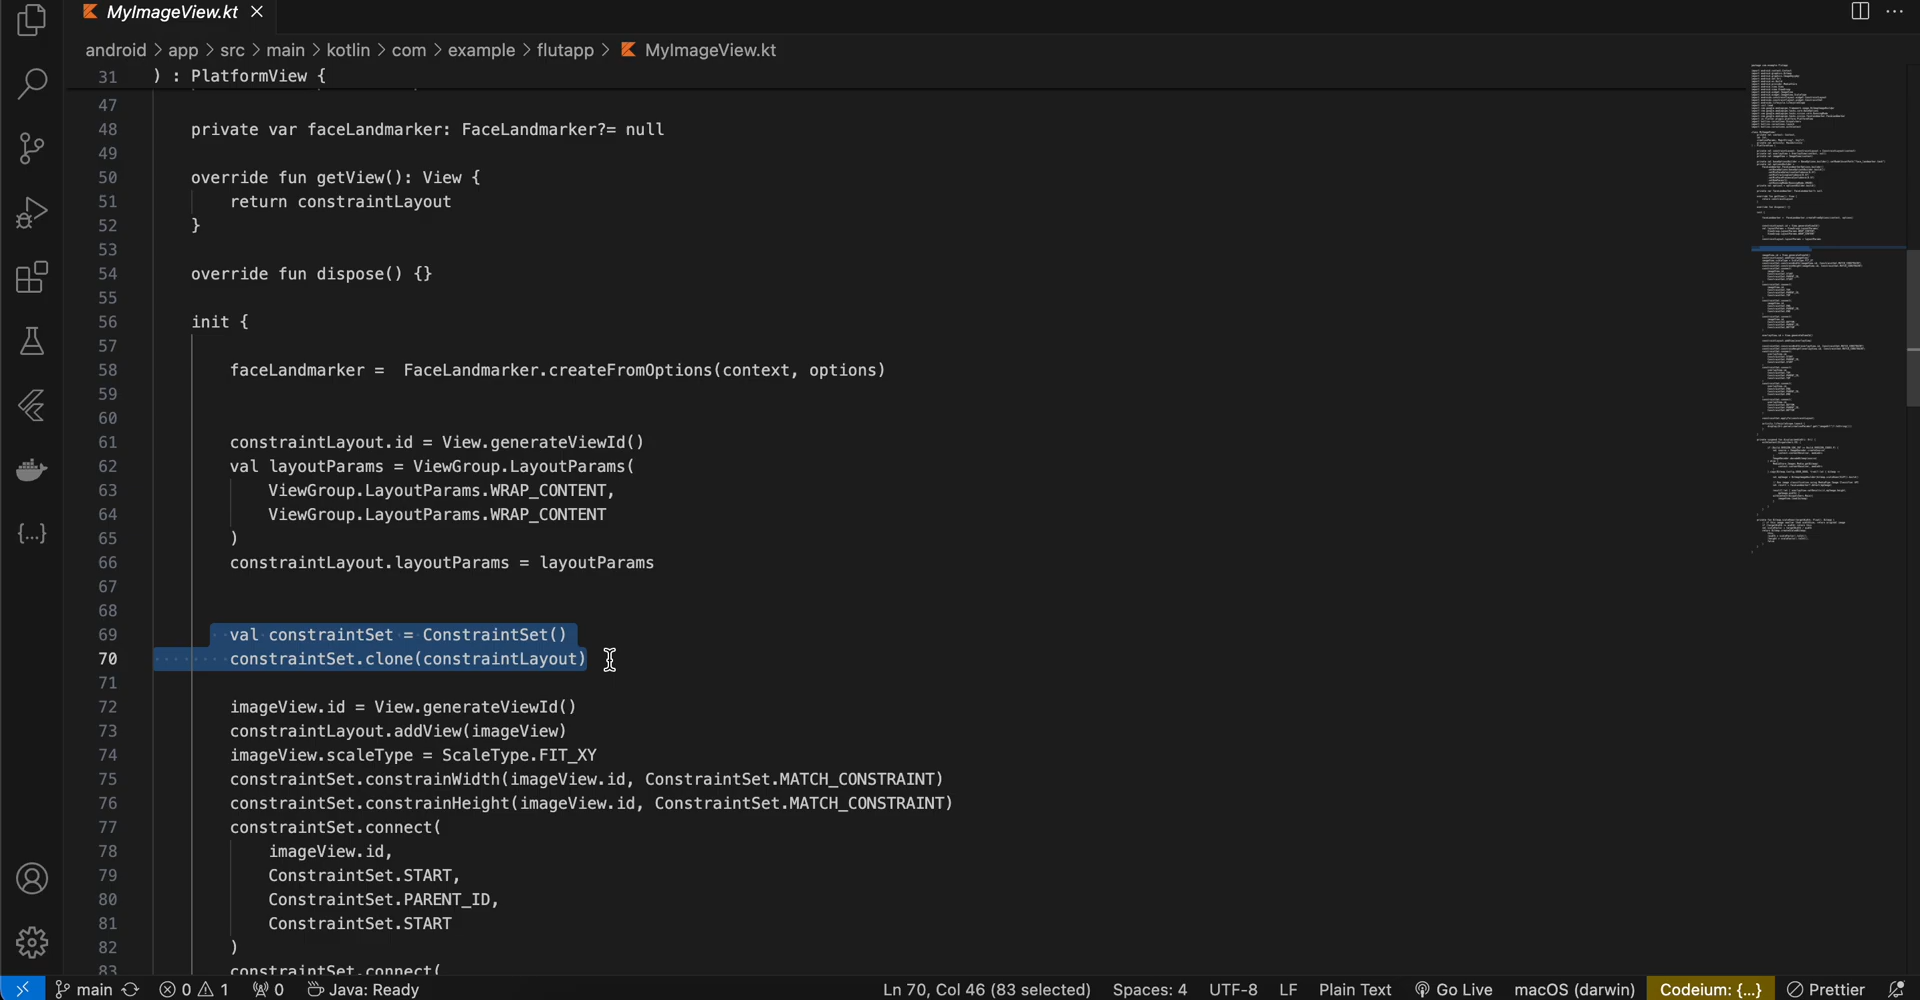 MyImageView.kt
android > app > src > main > kotlin > com > example > flutapp > MyImageView.kt
31 ) : PlatformView {
47
48 private var faceLandmarker: FaceLandmarker?= null
49
50 override fun getView(): View {
51 return constraintLayout
52 }
53
54 override fun dispose() {}
55
56 init {
57
58 faceLandmarker =  FaceLandmarker.createFromOptions(context, options)
59
60
61 constraintLayout.id = View.generateViewId()
62 val layoutParams = ViewGroup.LayoutParams(
63 ViewGroup.LayoutParams.WRAP_CONTENT,
64 ViewGroup.LayoutParams.WRAP_CONTENT
65 )
66 constraintLayout.layoutParams = layoutParams
67
68
69 val constraintSet = ConstraintSet()
70 constraintSet.clone(constraintLayout)
71
72 imageView.id = View.generateViewId()
73 constraintLayout.addView(imageView)
74 imageView.scaleType = ScaleType.FIT_XY
75 constraintSet.constrainWidth(imageView.id, ConstraintSet.MATCH_CONSTRAINT)
76 constraintSet.constrainHeight(imageView.id, ConstraintSet.MATCH_CONSTRAINT)
77 constraintSet.connect(
78 imageView.id,
79 ConstraintSet.START,
80 ConstraintSet.PARENT_ID,
81 ConstraintSet.START
82 )
83 constraintSet.connect(
main 0 1 0 Java: Ready Ln 70, Col 46 (83 selected) Spaces: 4 UTF-8 LF Plain Text Go Live macOS (darwin) Codeium: {...} Prettier